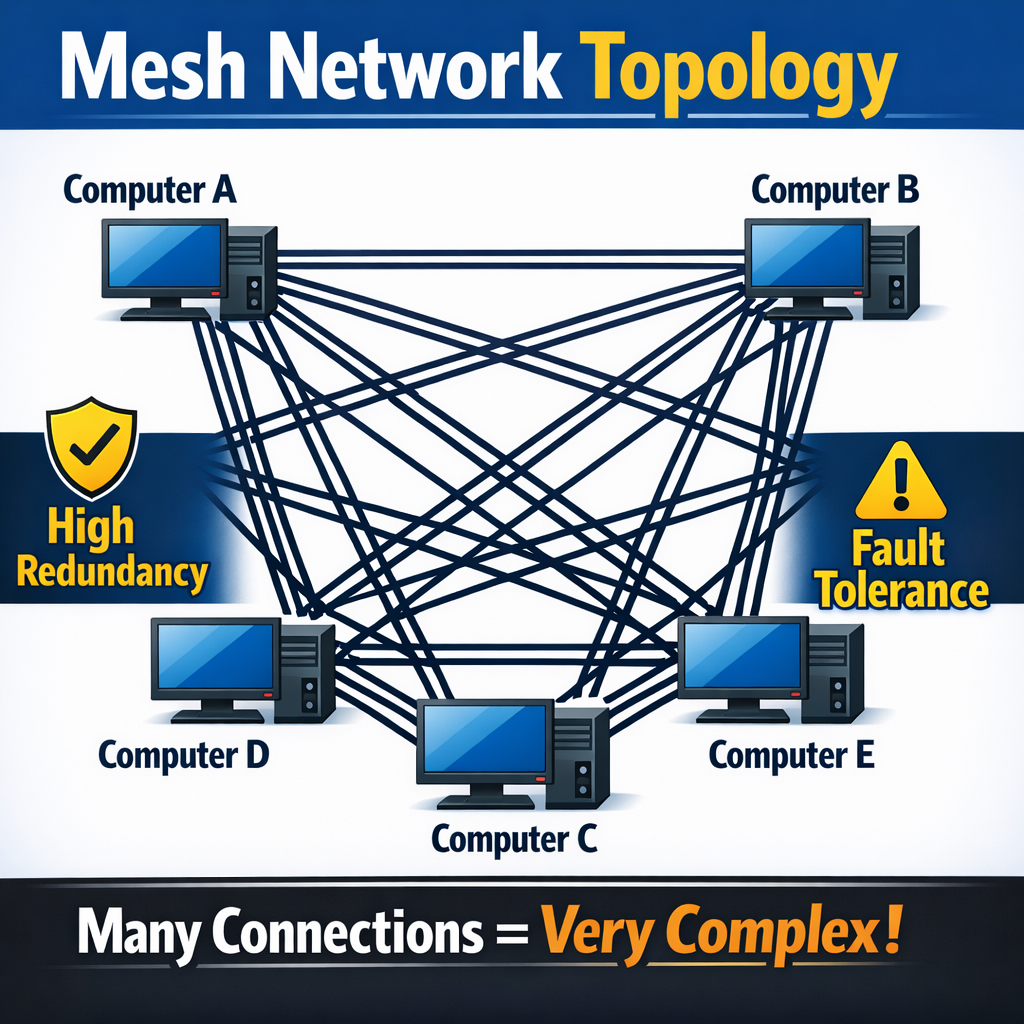 Mesh Network Topology
Computer A
Computer B
High
Redundancy
Fault
Tolerance
Computer D
Computer E
Computer C
Many Connections = Very Complex!